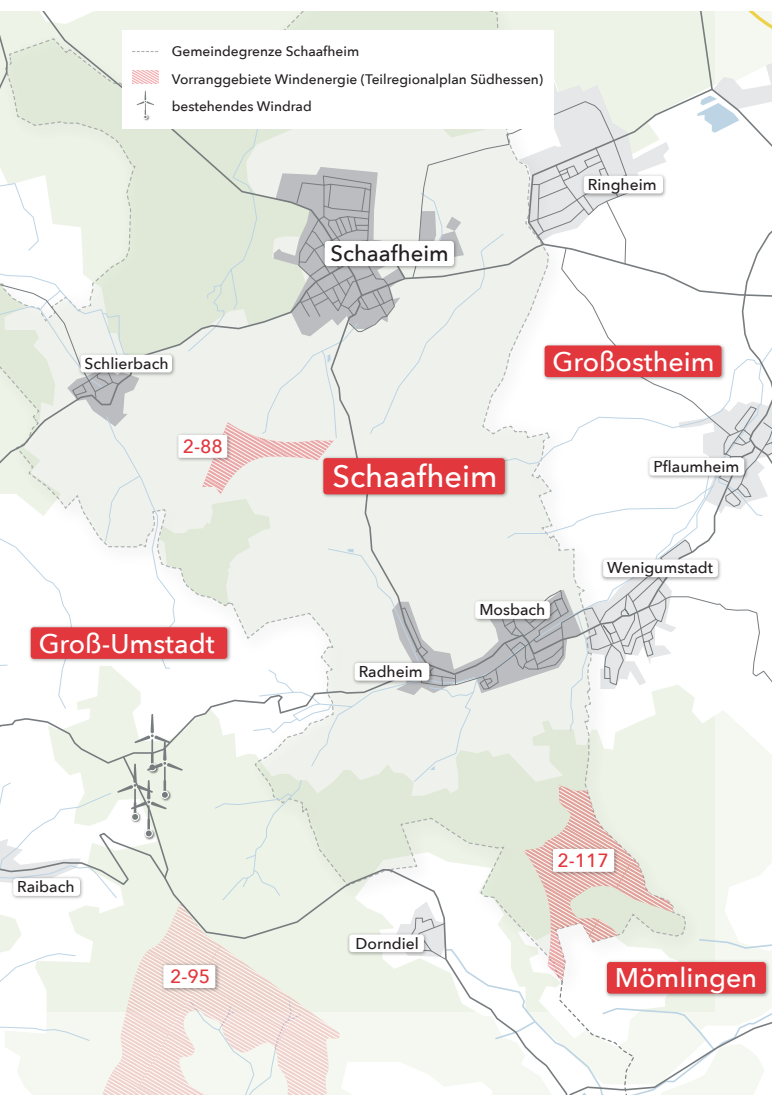 Gemeindegrenze Schaafheim
Vorranggebiete Windenergie (Teilregionalplan Südhessen)
bestehendes Windrad
Ringheim
Schaafheim
Großostheim
Schlierbach
2-88
Pflaumheim
Schaafheim
Wenigumstadt
Mosbach
Groß-Umstadt
Radheim
2-117
Raibach
Dorndiel
2-95
Mömlingen